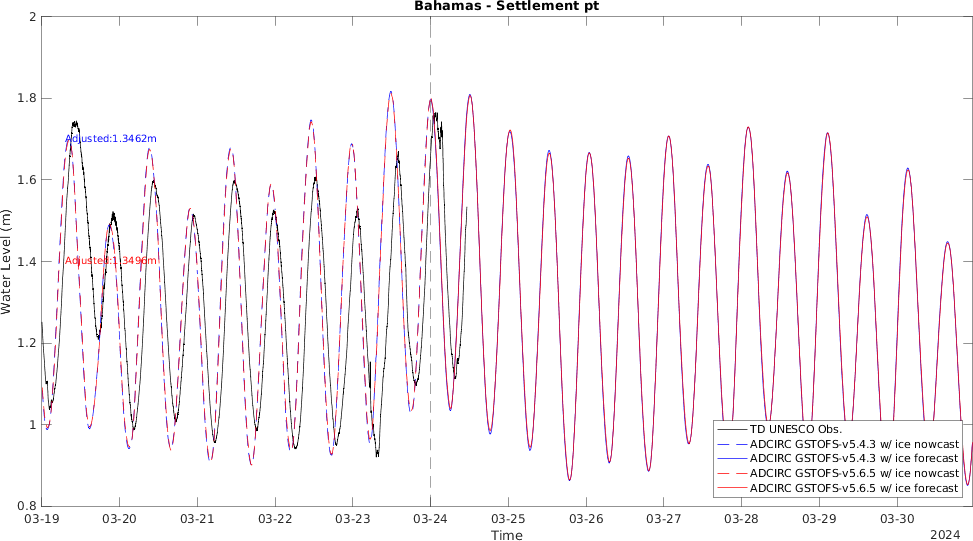 Bahamas - Settlement pt
2
1.8
1.6
1.4
1.2
1
0.8
Water Level (m)
Adjusted:1.3462m
Adjusted:1.3496m
TD UNESCO Obs.
ADCIRC GSTOFS-v5.4.3 w/ ice nowcast
ADCIRC GSTOFS-v5.4.3 w/ ice forecast
ADCIRC GSTOFS-v5.6.5 w/ ice nowcast
ADCIRC GSTOFS-v5.6.5 w/ ice forecast
03-19 03-20 03-21 03-22 03-23 03-24 03-25 03-26 03-27 03-28 03-29 03-30
Time
2024